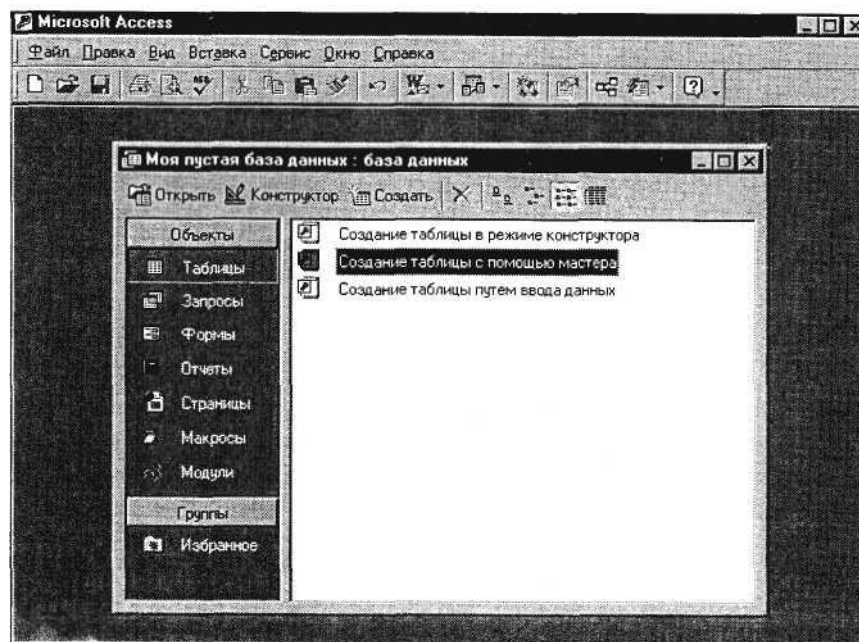 Microsoft Access
Файл Правка Вид Вставка Сервис Окно Справка
Моя пустая база данных : база данных
Открыть Конструктор Создать
Объекты
Таблицы
Запросы
Формы
Отчеты
Страницы
Макросы
Модули
Группы
Избранное
Создание таблицы в режиме конструктора
Создание таблицы с помощью мастера
Создание таблицы путем ввода данных